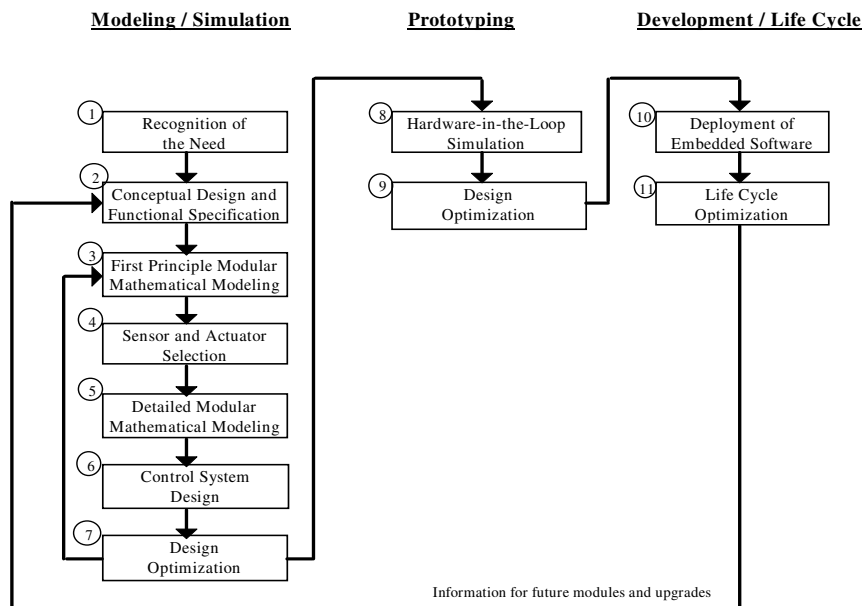 Modeling / Simulation
Prototyping
Development / Life Cycle
1
Recognition of
the Need
2
Conceptual Design and
Functional Specification
3
First Principle Modular
Mathematical Modeling
4
Sensor and Actuator
Selection
5
Detailed Modular
Mathematical Modeling
6
Control System
Design
7
Design
Optimization
8
Hardware-in-the-Loop
Simulation
9
Design
Optimization
10
Deployment of
Embedded Software
11
Life Cycle
Optimization
Information for future modules and upgrades